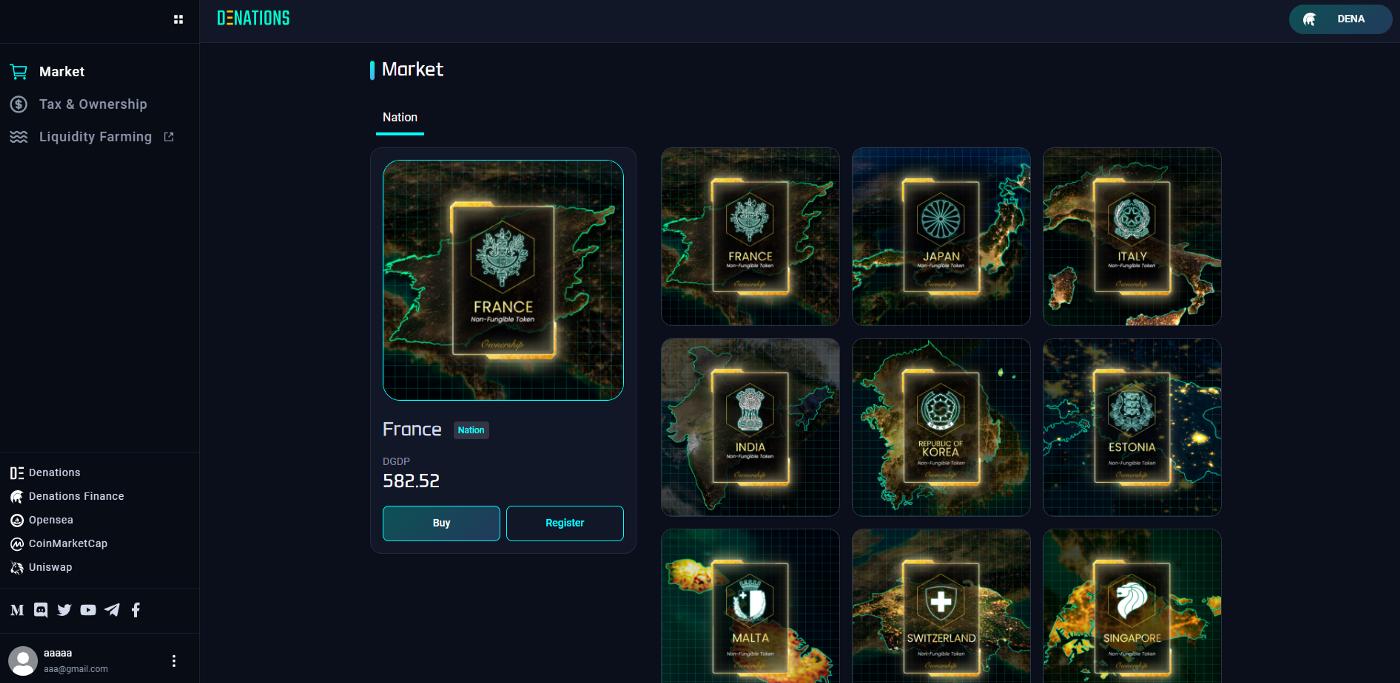 DENATIONS
DENA
Market
Tax & Ownership
Liquidity Farming
Denations
Denations Finance
Opensea
CoinMarketCap
Uniswap
aaaaa
aaa@gmail.com
Market
Nation
FRANCE
Non-Fungible Token
Ownership
France
Nation
DGDP
582.52
Buy
Register
FRANCE
Non-Fungible Token
Ownership
JAPAN
Non-Fungible Token
Ownership
ITALY
Non-Fungible Token
Ownership
INDIA
Non-Fungible Token
Ownership
REPUBLIC OF
KOREA
Non-Fungible Token
Ownership
ESTONIA
Non-Fungible Token
Ownership
MALTA
Non-Fungible Token
Ownership
SWITZERLAND
Non-Fungible Token
Ownership
SINGAPORE
Non-Fungible Token
Ownership